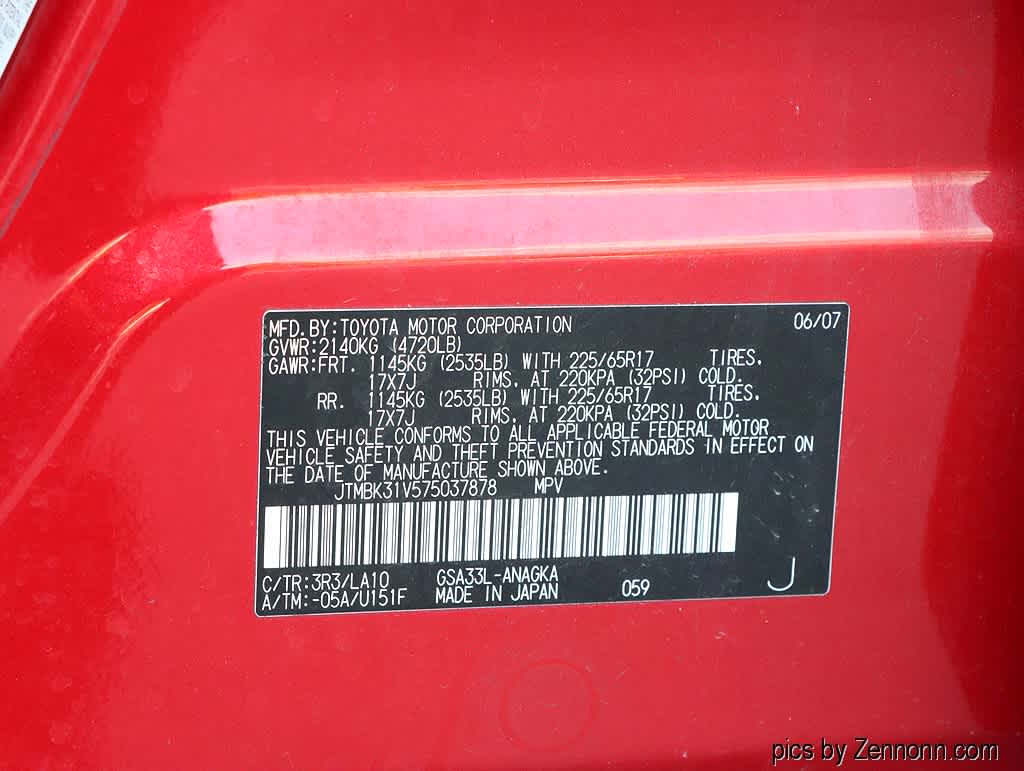 MFD. BY: TOYOTA MOTOR CORPORATION 06/07
GVWR: 2140KG (4720LB)
GAWR: FRT. 1145KG (2535LB) WITH 225/65R17 TIRES,
17X7J RIMS, AT 220KPA (32PSI) COLD.
RR. 1145KG (2535LB) WITH 225/65R17 TIRES,
17X7J RIMS, AT 220KPA (32PSI) COLD.
THIS VEHICLE CONFORMS TO ALL APPLICABLE FEDERAL MOTOR
VEHICLE SAFETY AND THEFT PREVENTION STANDARDS IN EFFECT ON
THE DATE OF MANUFACTURE SHOWN ABOVE.
JTMBK31V575037878 MPV
C/TR: 3R3/LA10 GSA33L-ANAGKA
A/TM: -05A/U151F MADE IN JAPAN 059 J
pics by Zennonn.com